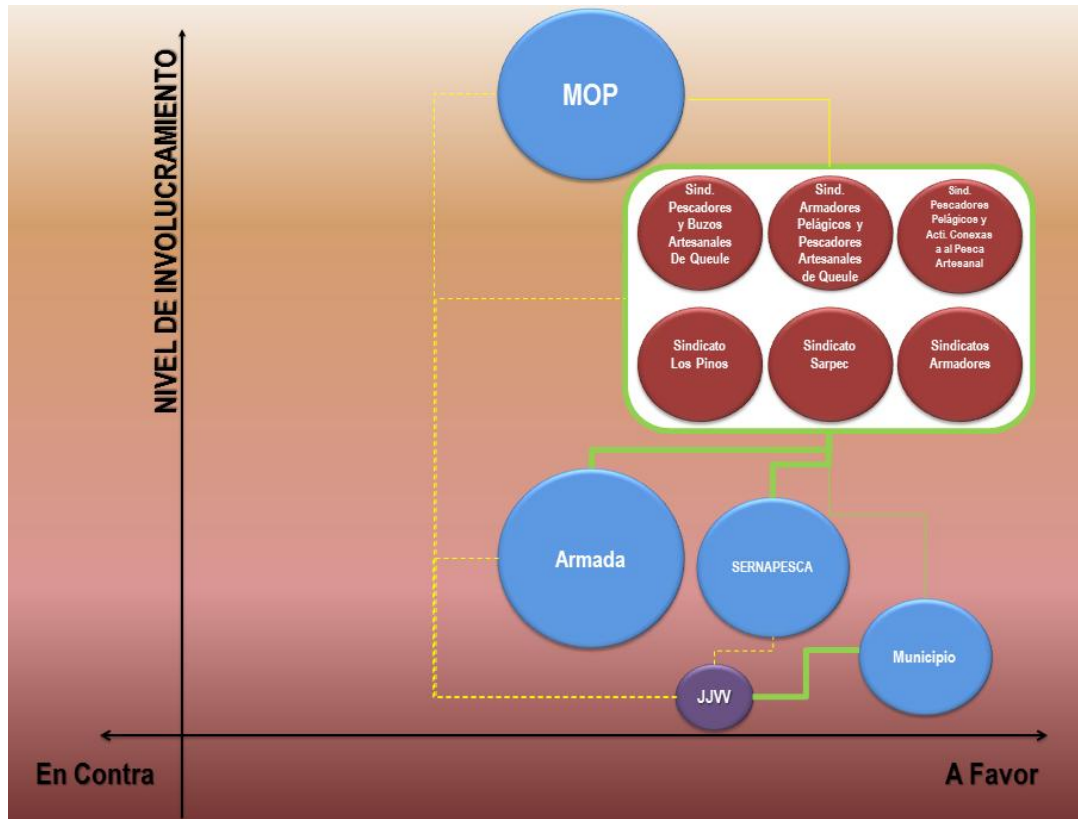 NIVEL DE INVOLUCRAMIENTO
MOP
Sind.
Pescadores
y Buzos
Artesanales
De Queule
Sind.
Armadores
Pelágicos y
Pescadores
Artesanales
de Queule
Sind.
Pescadores
Pelágicos y
Acti. Conexas
a al Pesca
Artesanal
Sindicato
Los Pinos
Sindicato
Sarpec
Sindicatos
Armadores
Armada
SERNAPESCA
Municipio
JJVV
En Contra
A Favor